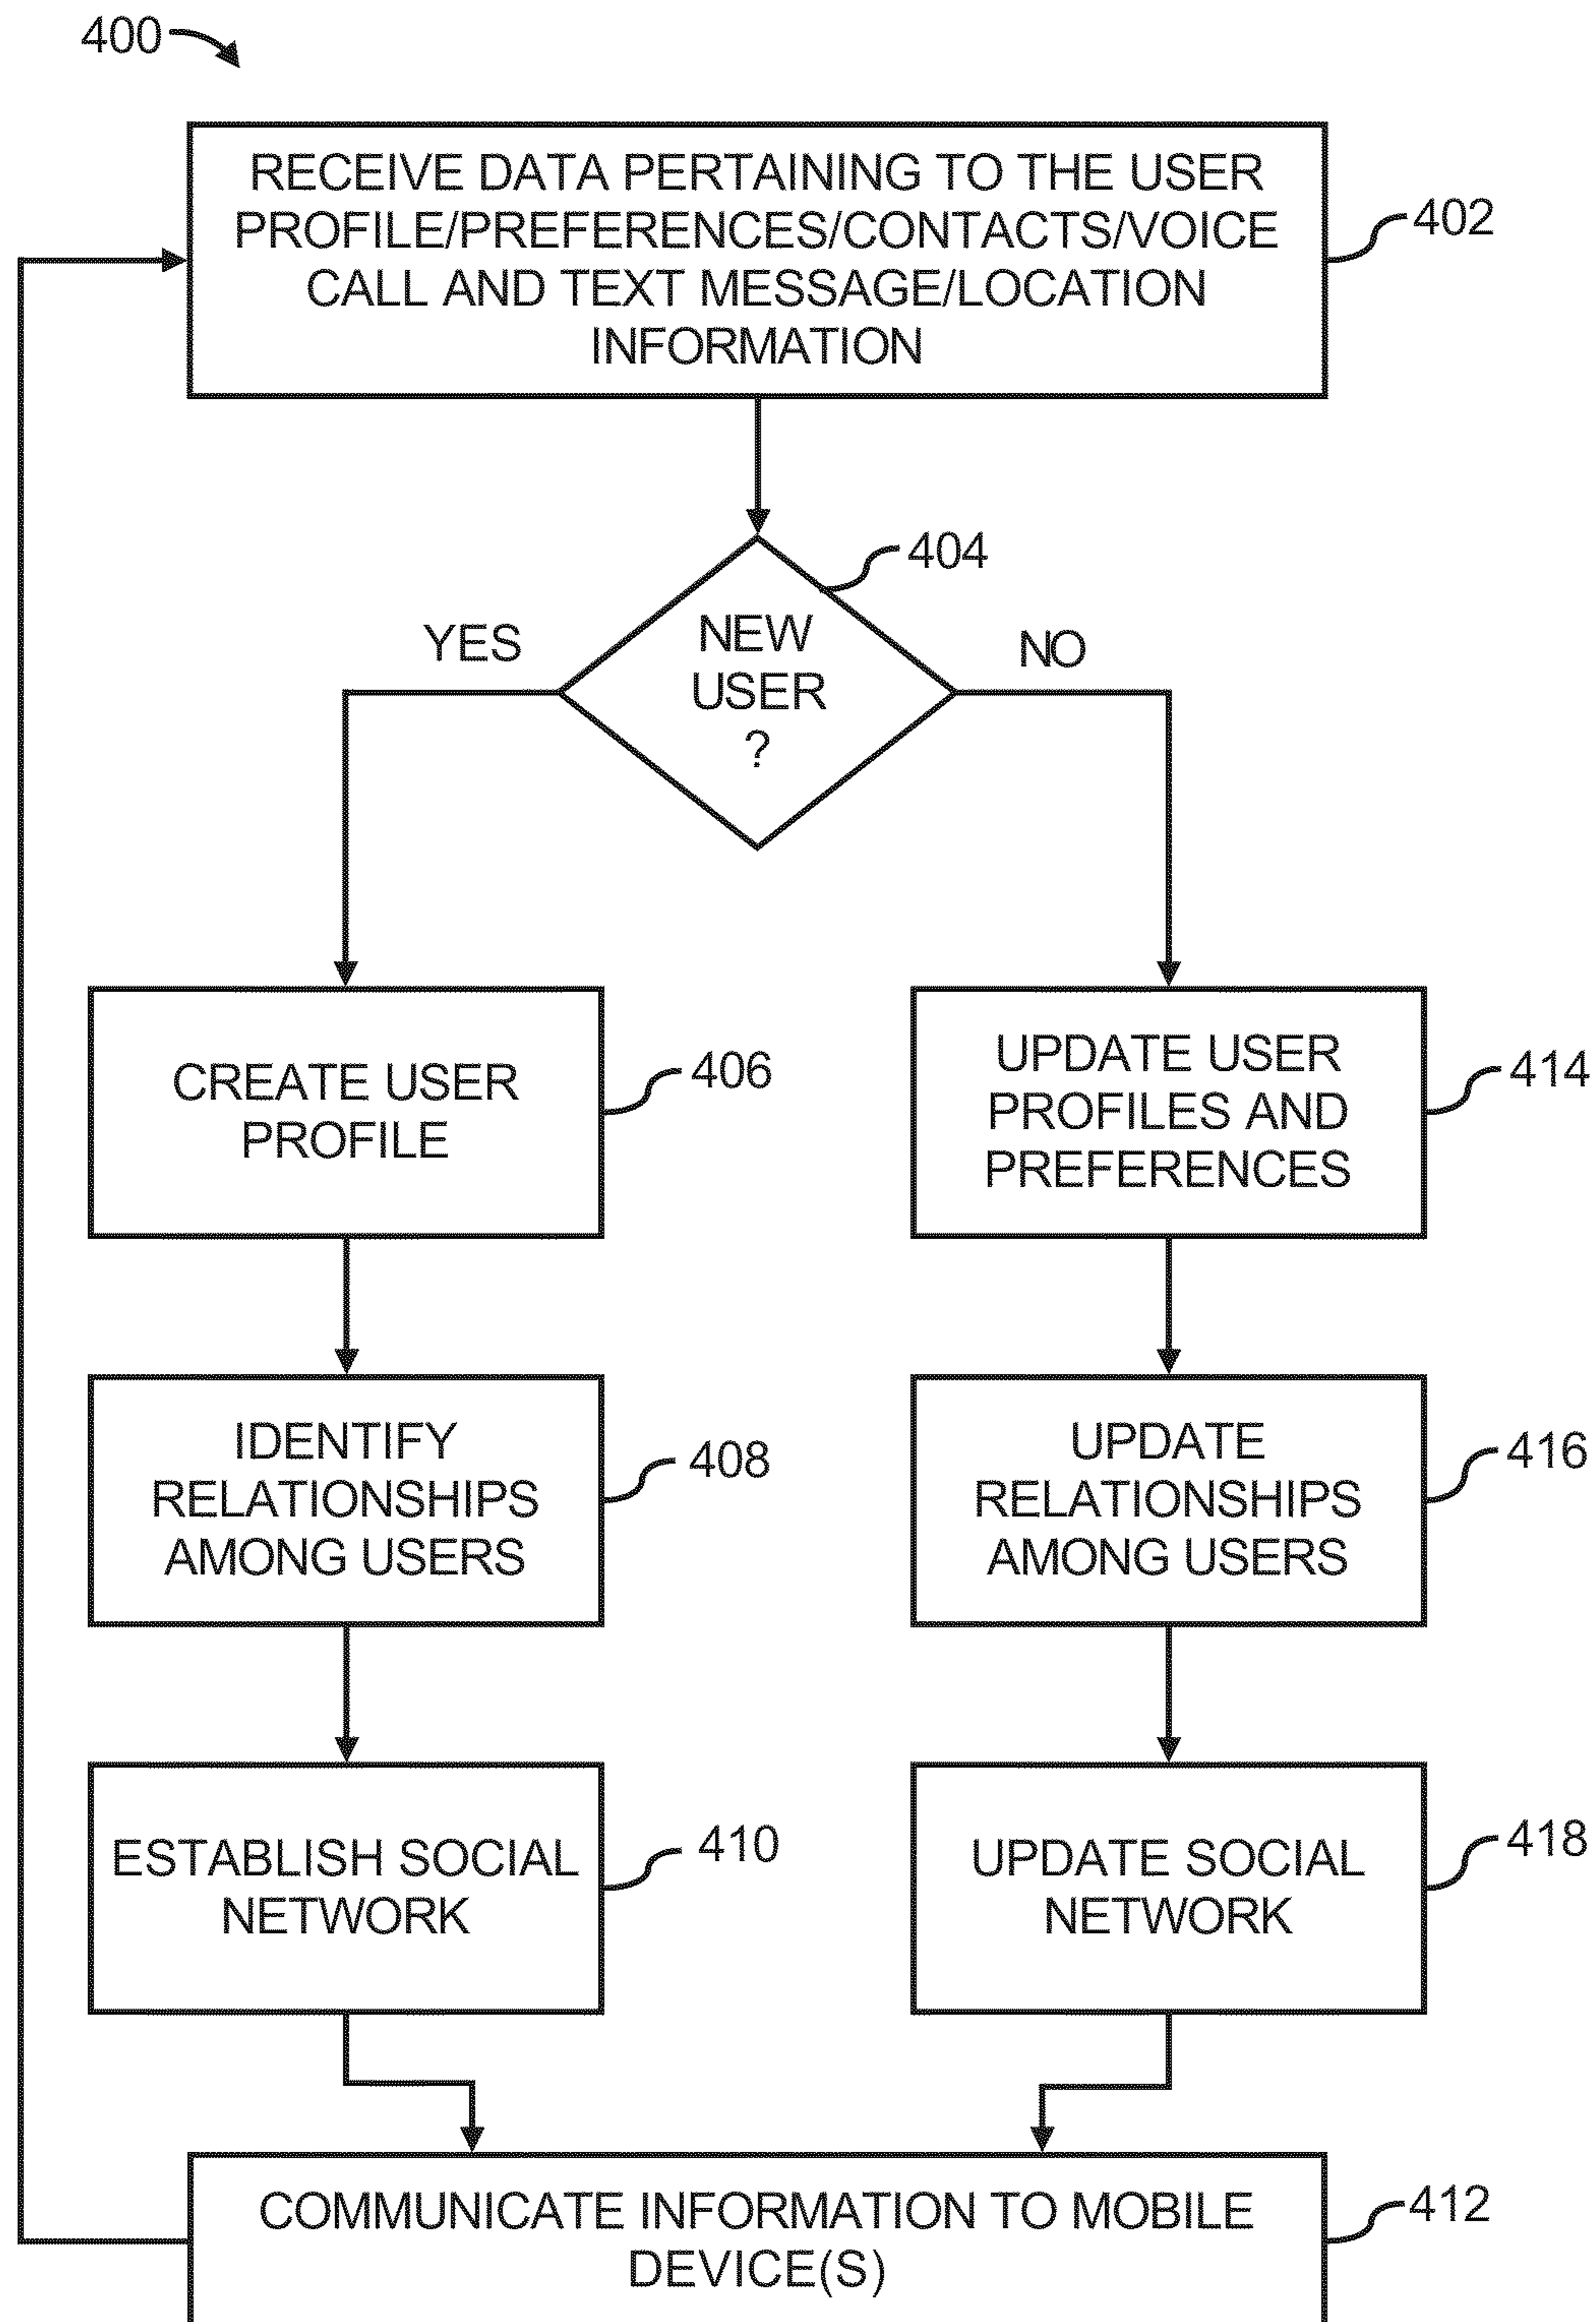 400
RECEIVE DATA PERTAINING TO THE USER
PROFILE/PREFERENCES/CONTACTS/VOICE
CALL AND TEXT MESSAGE/LOCATION
INFORMATION
402
404
YES
NEW
USER
?
NO
CREATE USER
PROFILE
406
UPDATE USER
PROFILES AND
PREFERENCES
414
IDENTIFY
RELATIONSHIPS
AMONG USERS
408
UPDATE
RELATIONSHIPS
AMONG USERS
416
ESTABLISH SOCIAL
NETWORK
410
UPDATE SOCIAL
NETWORK
418
COMMUNICATE INFORMATION TO MOBILE
DEVICE(S)
412